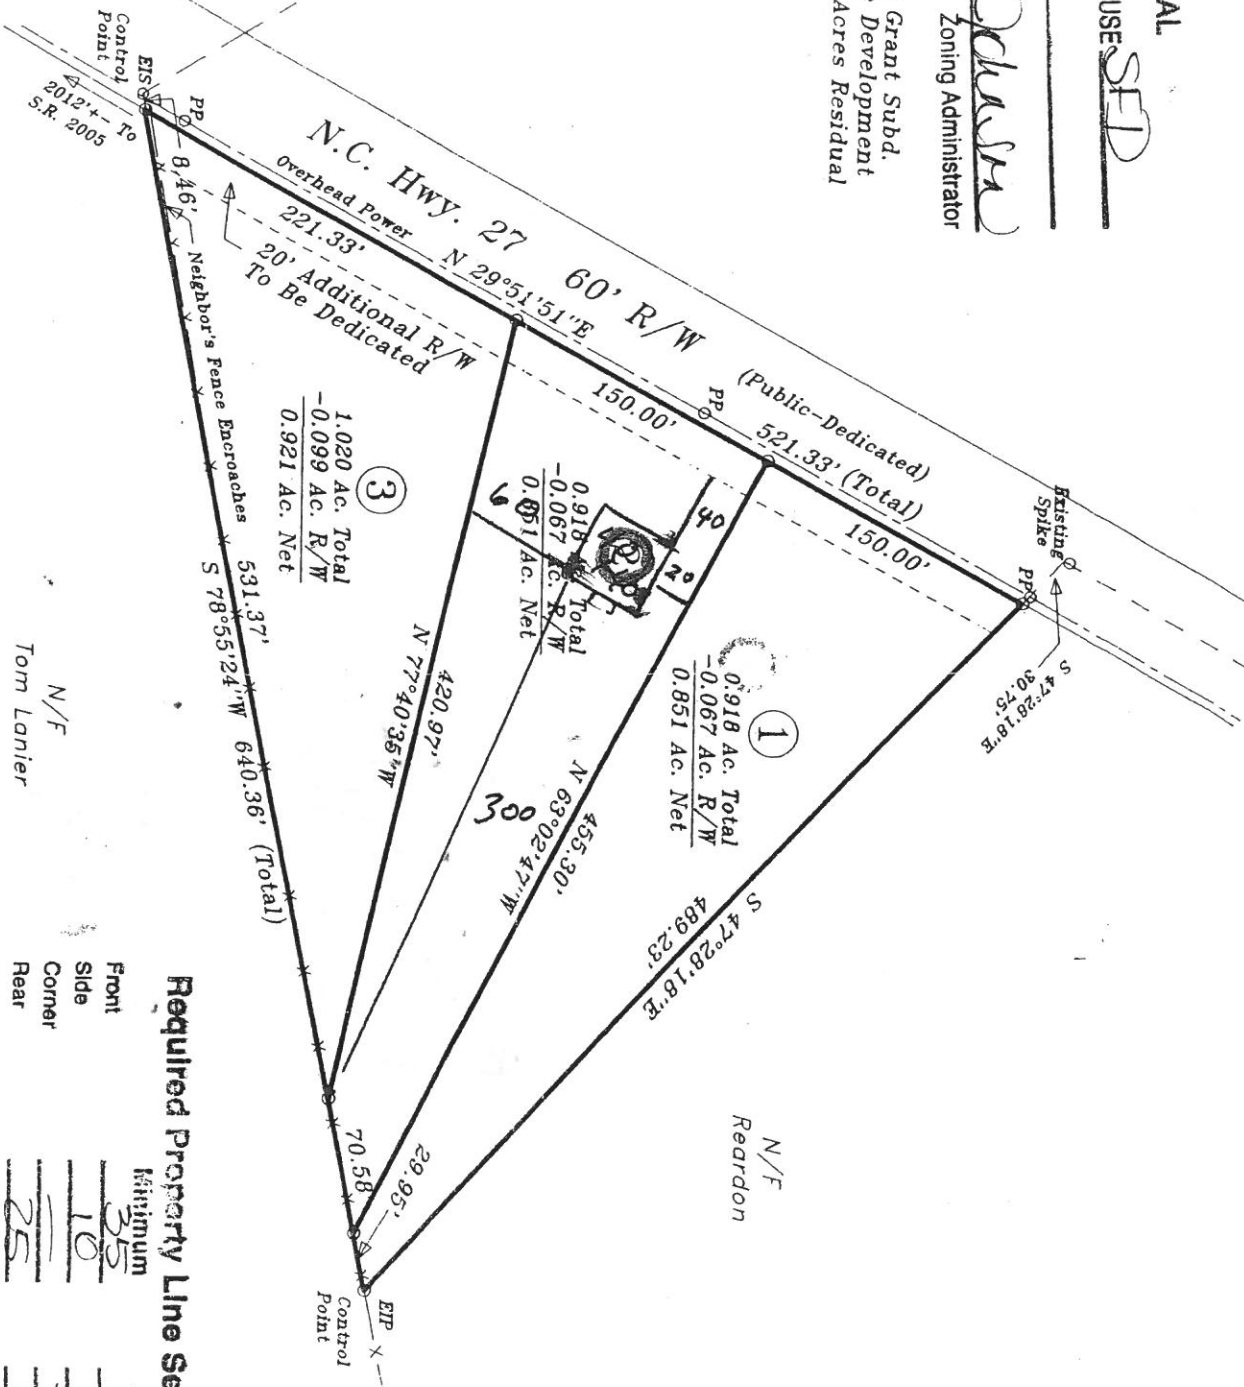 AL
USE SFD
Zoning Administrator
Grant Subd.
Development
Acres Residual
Control
Point
EIS
PP
2012'+- To
S.R. 2005
8.46'
N.C. Hwy. 27 60' R/W
(Public-Dedicated)
Overhead Power
N 29°51'51"E
521.33' (Total)
221.33'
150.00'
150.00'
20' Additional R/W
To Be Dedicated
PP
Existing
Spike
PP
S 47°28'18"E
30.75'
Neighbor's Fence Encroaches
531.37'
S 78°55'24"W 640.36' (Total)
3
1.020 Ac. Total
-0.099 Ac. R/W
0.921 Ac. Net
60
40
20
0.918 Total
-0.067 Ac. R/W
0.851 Ac. Net
1
0.918 Ac. Total
-0.067 Ac. R/W
0.851 Ac. Net
420.97'
N 77°40'35"W
300
455.30'
N 63°02'47"W
S 47°28'18"E
489.23'
N/F
Tom Lanier
N/F
Reardon
70.58
29.95'
EIP
Control
Point
Required Property Line Se
Minimum
Front 35
Side 10
Corner
Rear 25